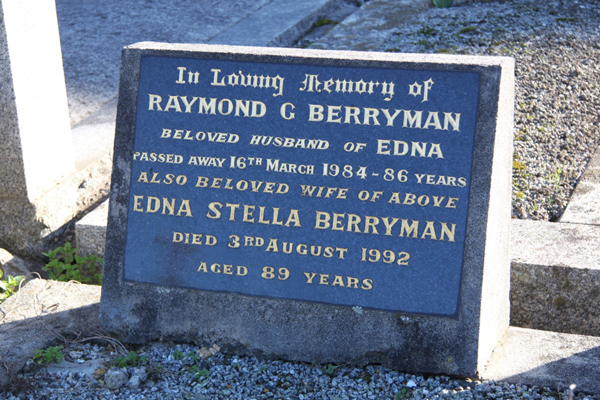 In Loving Memory of
RAYMOND G BERRYMAN
BELOVED HUSBAND OF EDNA
PASSED AWAY 16TH MARCH 1984 - 86 YEARS
ALSO BELOVED WIFE OF ABOVE
EDNA STELLA BERRYMAN
DIED 3RD AUGUST 1992
AGED 89 YEARS